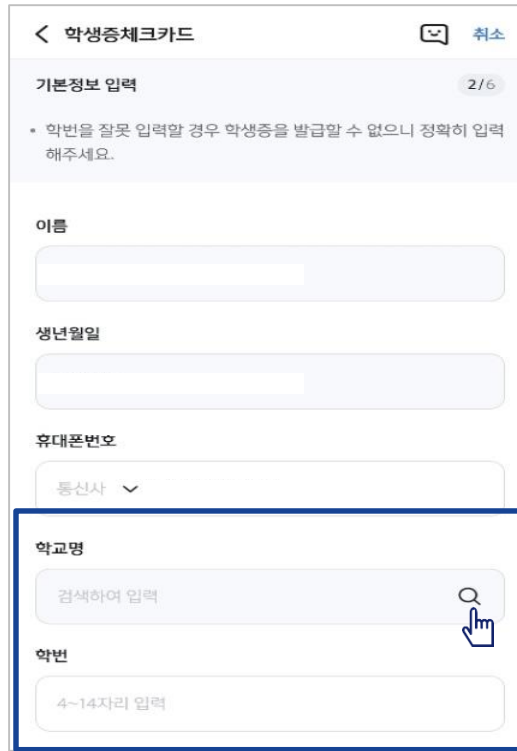 학생증체크카드
취소
기본정보 입력
2/6
• 학번을 잘못 입력할 경우 학생증을 발급할 수 없으니 정확히 입력
해주세요.
이름
생년월일
휴대폰번호
통신사
학교명
검색하여 입력
학번
4~14자리 입력